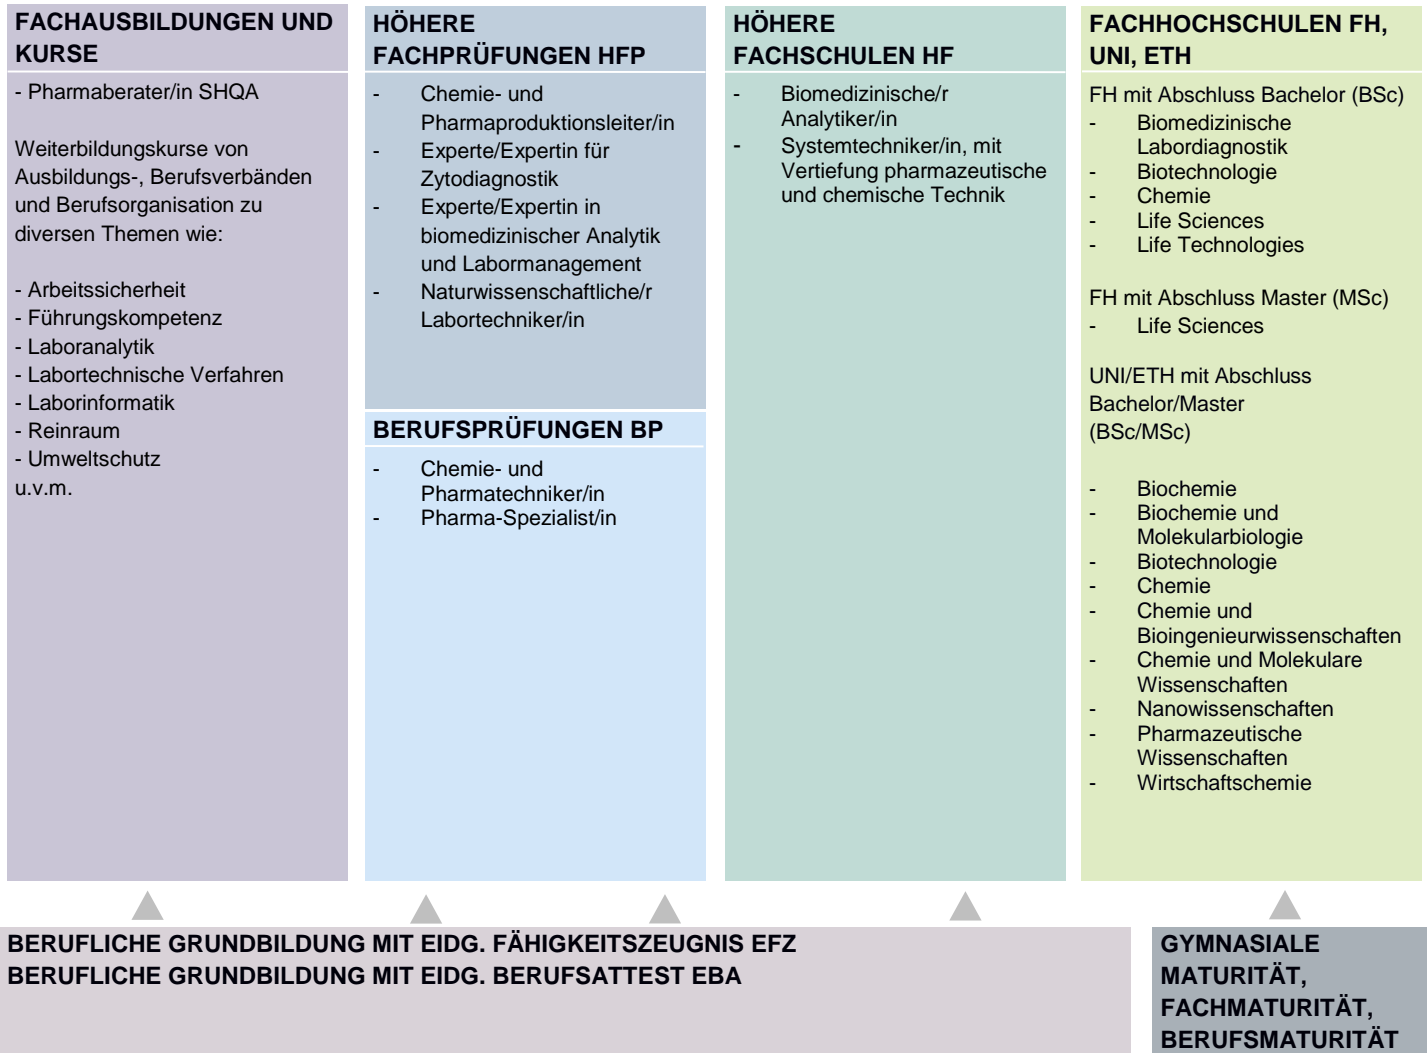 FACHAUSBILDUNGEN UND
KURSE
- Pharmaberater/in SHQA
Weiterbildungskurse von
Ausbildungs-, Berufsverbänden
und Berufsorganisation zu
diversen Themen wie:
- Arbeitssicherheit
- Führungskompetenz
- Laboranalytik
- Labortechnische Verfahren
- Laborinformatik
- Reinraum
- Umweltschutz
u.v.m.
HÖHERE
FACHPRÜFUNGEN HFP
- Chemie- und
Pharmaproduktionsleiter/in
- Experte/Expertin für
Zytodiagnostik
- Experte/Expertin in
biomedizinischer Analytik
und Labormanagement
- Naturwissenschaftliche/r
Labortechniker/in
BERUFSPRÜFUNGEN BP
- Chemie- und
Pharmatechniker/in
- Pharma-Spezialist/in
HÖHERE
FACHSCHULEN HF
- Biomedizinische/r
Analytiker/in
- Systemtechniker/in, mit
Vertiefung pharmazeutische
und chemische Technik
FACHHOCHSCHULEN FH,
UNI, ETH
FH mit Abschluss Bachelor (BSc)
- Biomedizinische
Labordiagnostik
- Biotechnologie
- Chemie
- Life Sciences
- Life Technologies
FH mit Abschluss Master (MSc)
- Life Sciences
UNI/ETH mit Abschluss
Bachelor/Master
(BSc/MSc)
- Biochemie
- Biochemie und
Molekularbiologie
- Biotechnologie
- Chemie
- Chemie und
Bioingenieurwissenschaften
- Chemie und Molekulare
Wissenschaften
- Nanowissenschaften
- Pharmazeutische
Wissenschaften
- Wirtschaftschemie
BERUFLICHE GRUNDBILDUNG MIT EIDG. FÄHIGKEITSZEUGNIS EFZ
BERUFLICHE GRUNDBILDUNG MIT EIDG. BERUFSATTEST EBA
GYMNASIALE
MATURITÄT,
FACHMATURITÄT,
BERUFSMATURITÄT